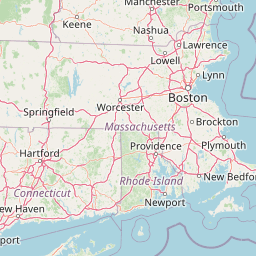 Manchester
Portsmouth
Keene
Nashua
Lawrence
Lowell
Lynn
Worcester
Boston
Springfield
Massachusetts
Brockton
Hartford
Providence
Plymouth
Connecticut
Rhode Island
New Bedfor
ew Haven
Newport
port